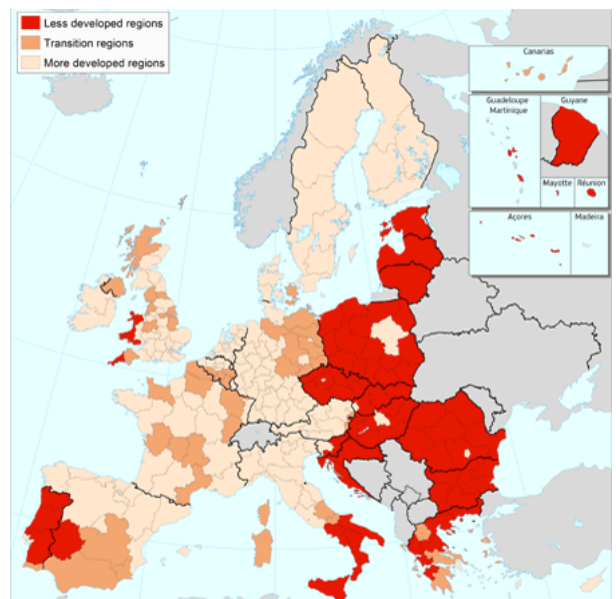 Less developed regions
Transition regions
More developed regions
Canarias
Guadeloupe
Martinique
Guyane
Mayotte
Réunion
Açores
Madeira